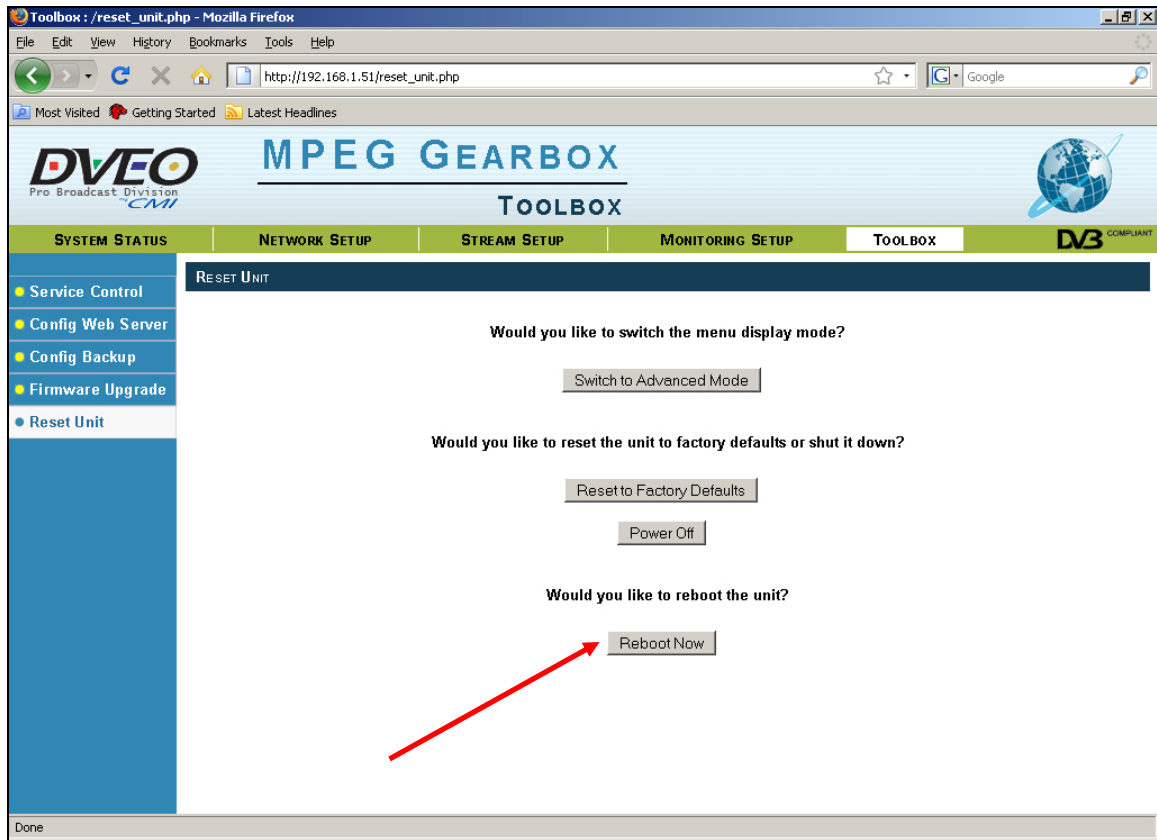 Toolbox : /reset_unit.php - Mozilla Firefox
File Edit View History Bookmarks Tools Help
http://192.168.1.51/reset_unit.php
G Google
Most Visited Getting Started Latest Headlines
DVEO
Pro Broadcast Division
CMI
MPEG GEARBOX
TOOLBOX
SYSTEM STATUS NETWORK SETUP STREAM SETUP MONITORING SETUP TOOLBOX DVB COMPLIANT
RESET UNIT
Service Control
Config Web Server
Config Backup
Firmware Upgrade
Reset Unit
Would you like to switch the menu display mode?
Switch to Advanced Mode
Would you like to reset the unit to factory defaults or shut it down?
Reset to Factory Defaults
Power Off
Would you like to reboot the unit?
Reboot Now
Done